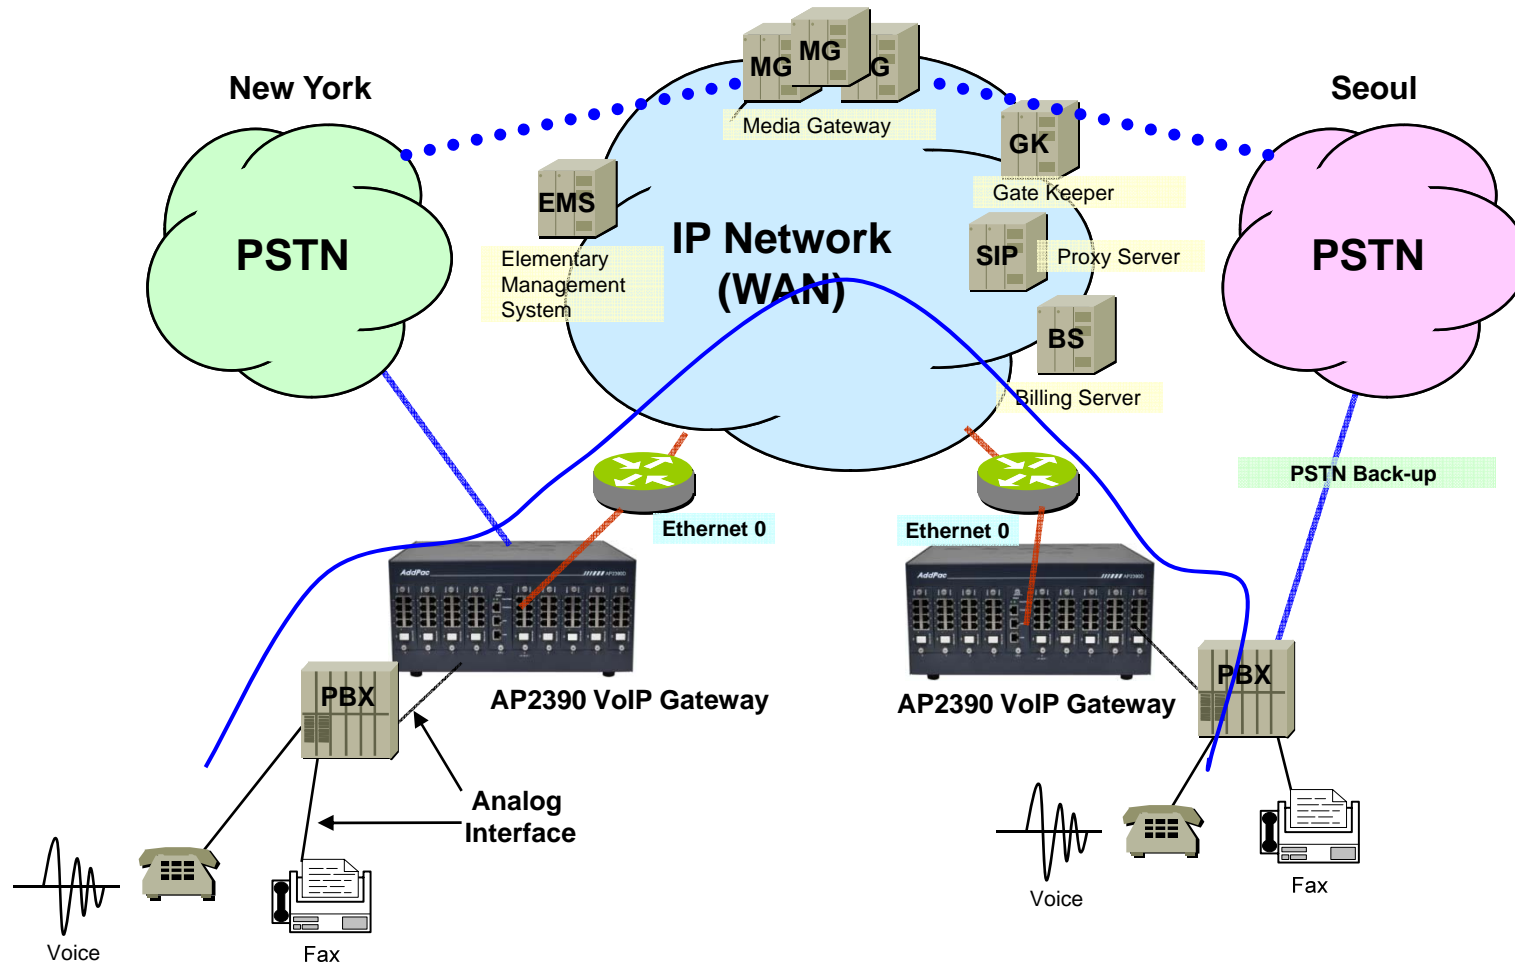 New York
Seoul
MG
MG
G
Media Gateway
GK
Gate Keeper
EMS
Elementary
Management
System
PSTN
IP Network
(WAN)
SIP
Proxy Server
PSTN
BS
Billing Server
PSTN Back-up
Ethernet 0
Ethernet 0
AddPac
AP2390
AddPac
AP2390
PBX
AP2390 VoIP Gateway
AP2390 VoIP Gateway
PBX
Analog
Interface
Voice
Fax
Voice
Fax